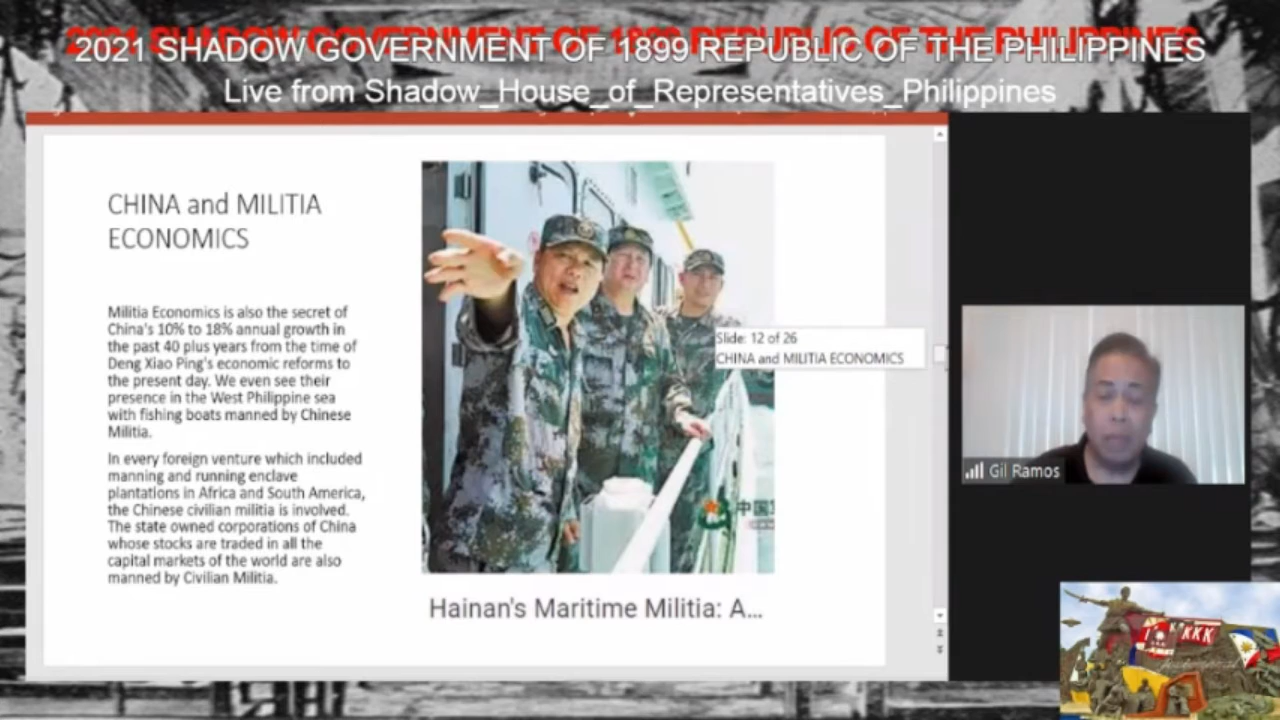 2021 SHADOW GOVERNMENT OF 1899 REPUBLIC OF THE PHILIPPINES
Live from Shadow_House_of_Representatives_Philippines
CHINA and MILITIA
ECONOMICS
Militia Economics is also the secret of
China's 10% to 18% annual growth in
the past 40 plus years from the time of
Deng Xiao Ping's economic reforms to
the present day. We even see their
presence in the West Philippine sea
with fishing boats manned by Chinese
Militia.
In every foreign venture which included
manning and running enclave
plantations in Africa and South America,
the Chinese civilian militia is involved.
The state owned corporations of China
whose stocks are traded in all the
capital markets of the world are also
manned by Civilian Militia.
Slide: 12 of 26
CHINA and MILITIA ECONOMICS
中国
Hainan's Maritime Militia: A...
Gil Ramos
KKK